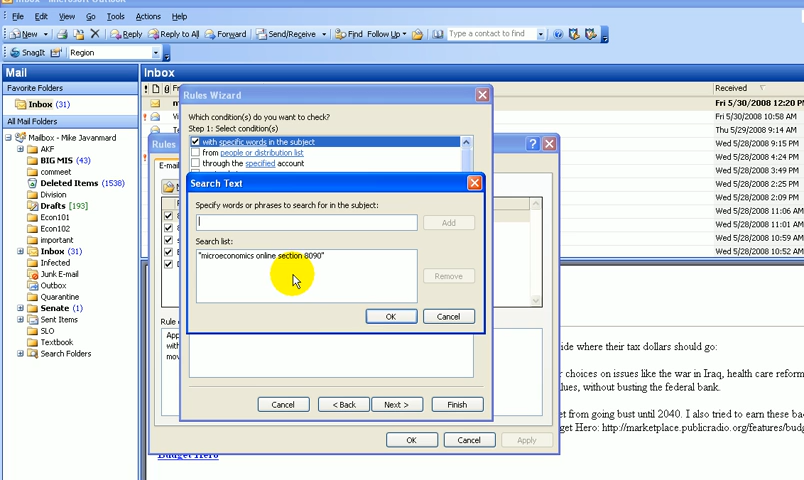 File Edit View Go Tools Actions Help
New Reply Reply to All Forward Send/Receive Find Follow Up Type a contact to find
SnagIt Region
Mail
Favorite Folders
Inbox (31)
All Mail Folders
Mailbox - Mike Javanmard
AKF
BIG MIS (43)
commeet
Deleted Items (1538)
Division
Drafts [193]
Econ101
Econ102
important
Inbox (31)
Infected
Junk E-mail
Outbox
Quarantine
Senate (1)
Sent Items
SLO
Textbook
Search Folders
Inbox
Received
Fri 5/30/2008 12:20 PM
Fri 5/30/2008 10:58 AM
Thu 5/29/2008 9:14 AM
Wed 5/28/2008 9:15 PM
Wed 5/28/2008 4:24 PM
Wed 5/28/2008 3:49 PM
Wed 5/28/2008 2:25 PM
Wed 5/28/2008 2:09 PM
Wed 5/28/2008 11:06 AM
Wed 5/28/2008 11:01 AM
Wed 5/28/2008 10:59 AM
Wed 5/28/2008 10:52 AM
Rules Wizard
Which condition(s) do you want to check?
Step 1: Select condition(s)
with specific words in the subject
from people or distribution list
through the specified account
Search Text
Specify words or phrases to search for in the subject:
Add
Search list:
"microeconomics online section 8090"
Remove
OK Cancel
Cancel < Back Next > Finish
Rules
E-ma
Rule
App
with
mov
OK Cancel Apply
ide where their tax dollars should go:
choices on issues like the war in Iraq, health care reform
lues, without busting the federal bank.
et from going bust until 2040. I also tried to earn these ba
get Hero: http://marketplace.publicradio.org/features/budg
Budget Hero